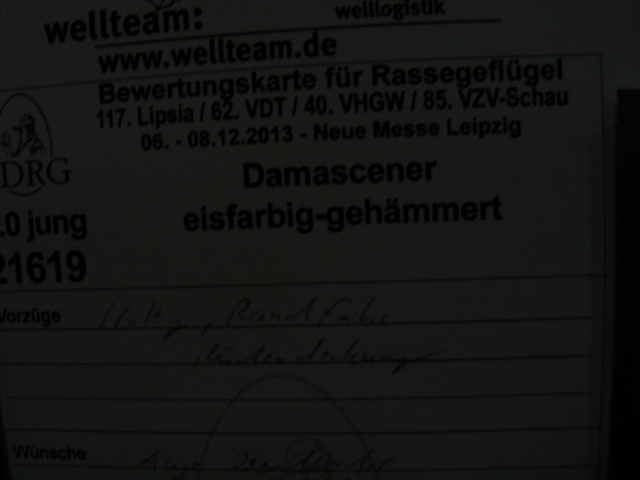 wellteam: welllogistik
www.wellteam.de
Bewertungskarte für Rassegeflügel
117. Lipsia / 62. VDT / 40. VHGW / 85. VZV-Schau
06. - 08.12.2013 - Neue Messe Leipzig
DRG
Damascener
.0 jung
eisfarbig-gehämmert
21619
Vorzüge
Rückendeckung
Wünsche